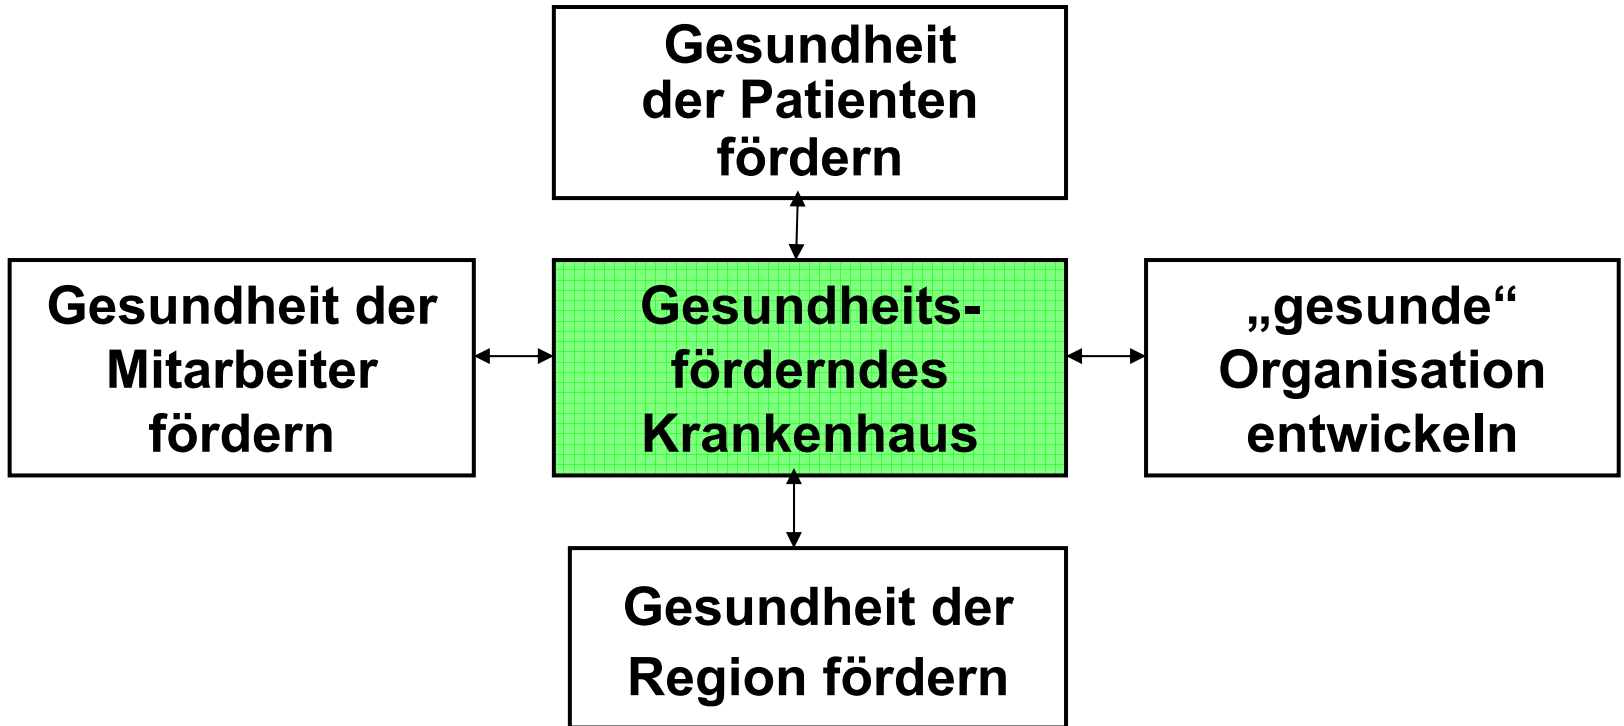 Gesundheit
der Patienten
fördern
Gesundheit der
Mitarbeiter
fördern
Gesundheits-
förderndes
Krankenhaus
„gesunde“
Organisation
entwickeln
Gesundheit der
Region fördern